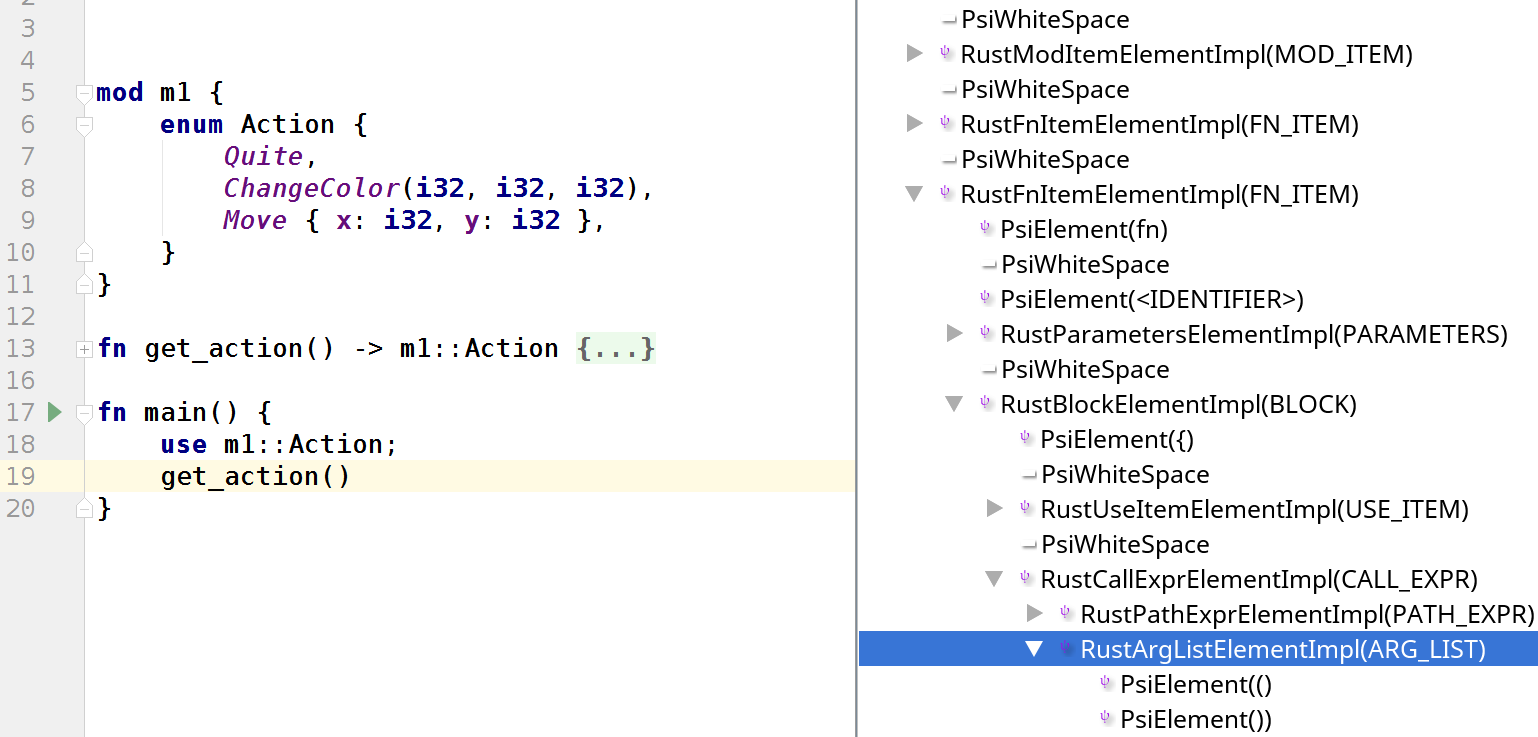 3
4
5 mod m1 {
6 enum Action {
7 Quite,
8 ChangeColor(i32, i32, i32),
9 Move { x: i32, y: i32 },
10 }
11 }
12
13 fn get_action() -> m1::Action {...}
16
17 fn main() {
18 use m1::Action;
19 get_action()
20 }
PsiWhiteSpace
RustModItemElementImpl(MOD_ITEM)
PsiWhiteSpace
RustFnItemElementImpl(FN_ITEM)
PsiWhiteSpace
RustFnItemElementImpl(FN_ITEM)
PsiElement(fn)
PsiWhiteSpace
PsiElement(<IDENTIFIER>)
RustParametersElementImpl(PARAMETERS)
PsiWhiteSpace
RustBlockElementImpl(BLOCK)
PsiElement({)
PsiWhiteSpace
RustUseItemElementImpl(USE_ITEM)
PsiWhiteSpace
RustCallExprElementImpl(CALL_EXPR)
RustPathExprElementImpl(PATH_EXPR)
RustArgListElementImpl(ARG_LIST)
PsiElement(()
PsiElement())